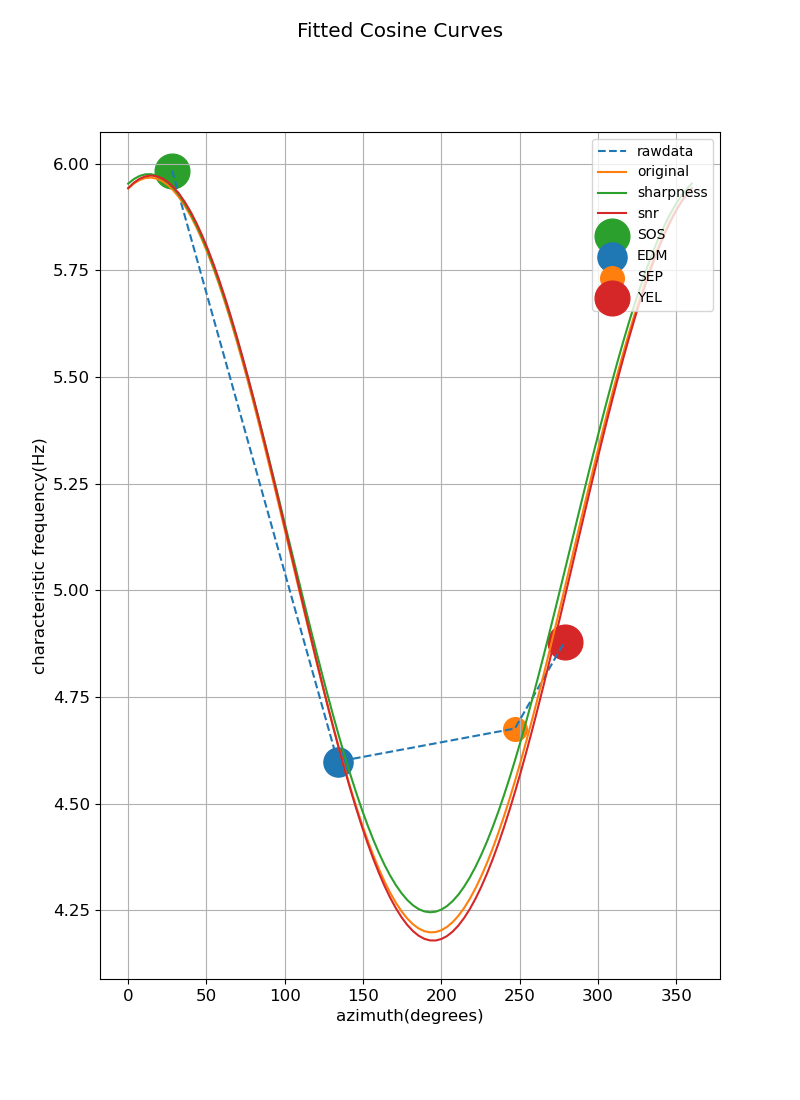 Fitted Cosine Curves
6.00
5.75
5.50
5.25
5.00
4.75
4.50
4.25
characteristic frequency(Hz)
rawdata
original
sharpness
snr
SOS
EDM
SEP
YEL
0 50 100 150 200 250 300 350
azimuth(degrees)